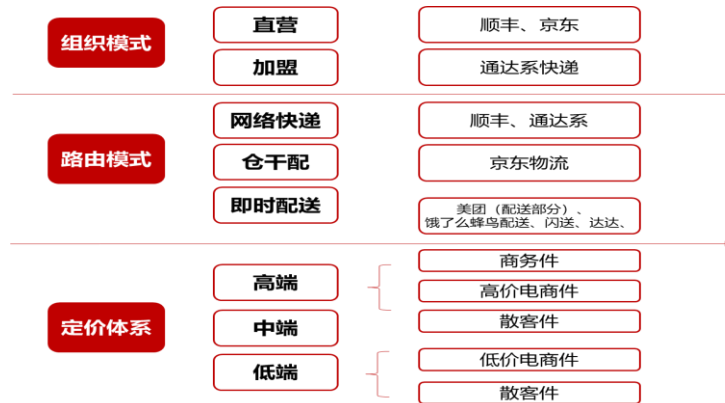 组织模式
直营
顺丰、京东
加盟
通达系快递
路由模式
网络快递
顺丰、通达系
仓干配
京东物流
即时配送
美团（配送部分）、
饿了么蜂鸟配送、闪送、达达、
定价体系
高端
商务件
高价电商件
中端
散客件
低端
低价电商件
散客件